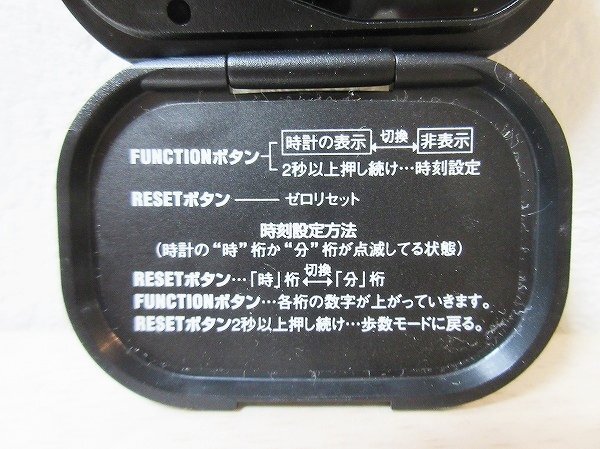 FUNCTIONボタン
時計の表示 切換 非表示
2秒以上押し続け…時刻設定
RESETボタン―ゼロリセット
時刻設定方法
(時計の“時”桁か“分”桁が点滅してる状態)
RESETボタン…「時」桁 切換 「分」桁
FUNCTIONボタン…各桁の数字が上がっていきます。
RESETボタン2秒以上押し続け…歩数モードに戻る。